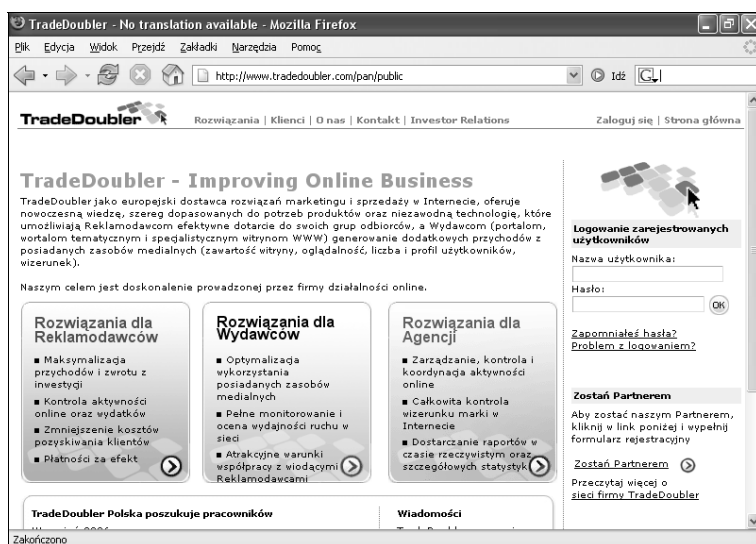 TradeDoubler - No translation available - Mozilla Firefox
Plik Edycja Widok Przejdź Zakładki Narzędzia Pomoc
http://www.tradedoubler.com/pan/public
Idź
TradeDoubler
Rozwiązania | Klienci | O nas | Kontakt | Investor Relations
Zaloguj się | Strona główna
TradeDoubler - Improving Online Business
TradeDoubler jako europejski dostawca rozwiązań marketingu i sprzedaży w Internecie, oferuje
nowoczesną wiedzę, szereg dopasowanych do potrzeb produktów oraz niezawodną technologię, które
umożliwiają Reklamodawcom efektywne dotarcie do swoich grup odbiorców, a Wydawcom (portalom,
wortalom tematycznym i specjalistycznym witrynom WWW) generowanie dodatkowych przychodów z
posiadanych zasobów medialnych (zawartość witryny, oglądalność, liczba i profil użytkowników,
wizerunek).
Naszym celem jest doskonalenie prowadzonej przez firmy działalności online.
Rozwiązania dla
Reklamodawców
■ Maksymalizacja
przychodów i zwrotu z
inwestycji
■ Kontrola aktywności
online oraz wydatków
■ Zmniejszenie kosztów
pozyskiwania klientów
■ Płatności za efekt
Rozwiązania dla
Wydawców
■ Optymalizacja
wykorzystania
posiadanych zasobów
medialnych
■ Pełne monitorowanie i
ocena wydajności ruchu w
sieci
■ Atrakcyjne warunki
współpracy z wiodącymi
Reklamodawcami
Rozwiązania dla
Agencji
■ Zarządzanie, kontrola i
koordynacja aktywności
online
■ Całkowita kontrola
wizerunku marki w
Internecie
■ Dostarczanie raportów w
czasie rzeczywistym oraz
szczegółowych statystyk
Logowanie zarejestrowanych
użytkowników
Nazwa użytkownika:
Hasło:
OK
Zapomniałeś hasła?
Problem z logowaniem?
Zostań Partnerem
Aby zostać naszym Partnerem,
kliknij w link poniżej i wypełnij
formularz rejestracyjny
Zostań Partnerem
Przeczytaj więcej o
sieci firmy TradeDoubler
TradeDoubler Polska poszukuje pracowników
Wiadomości
Zakończono